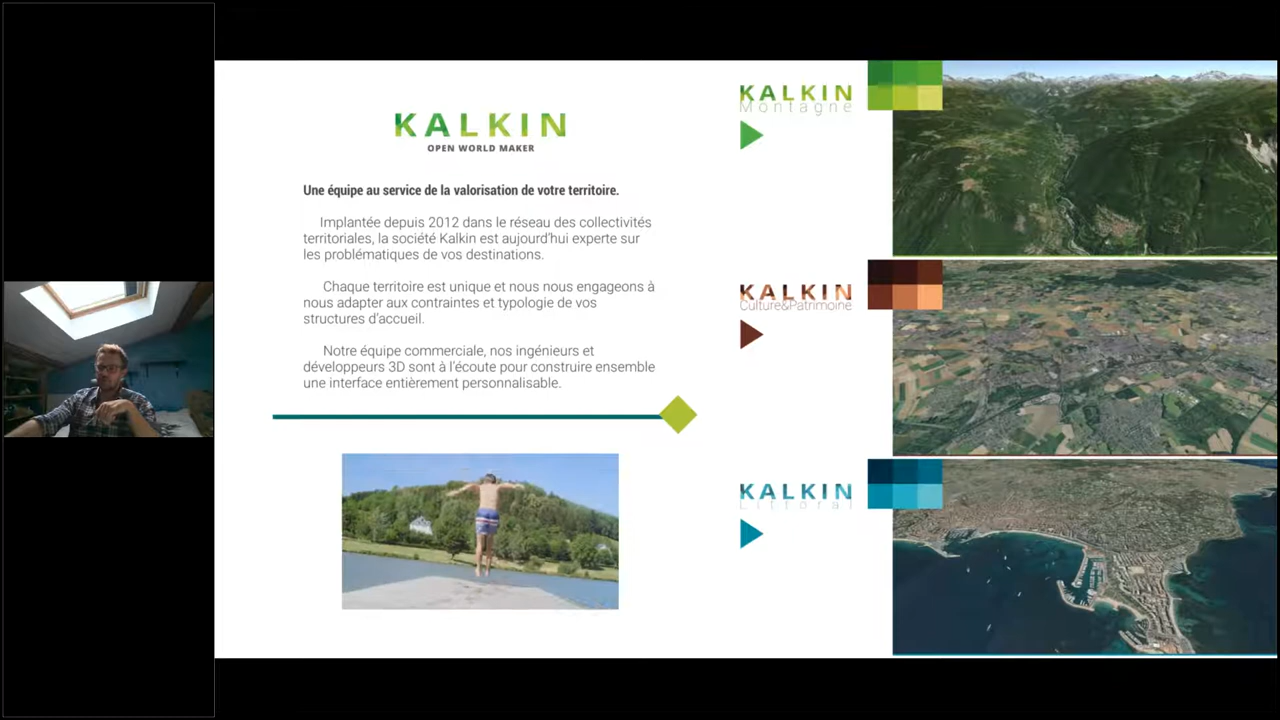 KALKIN
OPEN WORLD MAKER
Une équipe au service de la valorisation de votre territoire.
Implantée depuis 2012 dans le réseau des collectivités
territoriales, la société Kalkin est aujourd'hui experte sur
les problématiques de vos destinations.
Chaque territoire est unique et nous nous engageons à
nous adapter aux contraintes et typologie de vos
structures d'accueil.
Notre équipe commerciale, nos ingénieurs et
développeurs 3D sont à l'écoute pour construire ensemble
une interface entièrement personnalisable.
KALKIN
Montagne
KALKIN
Culture&Patrimoine
KALKIN
Littoral